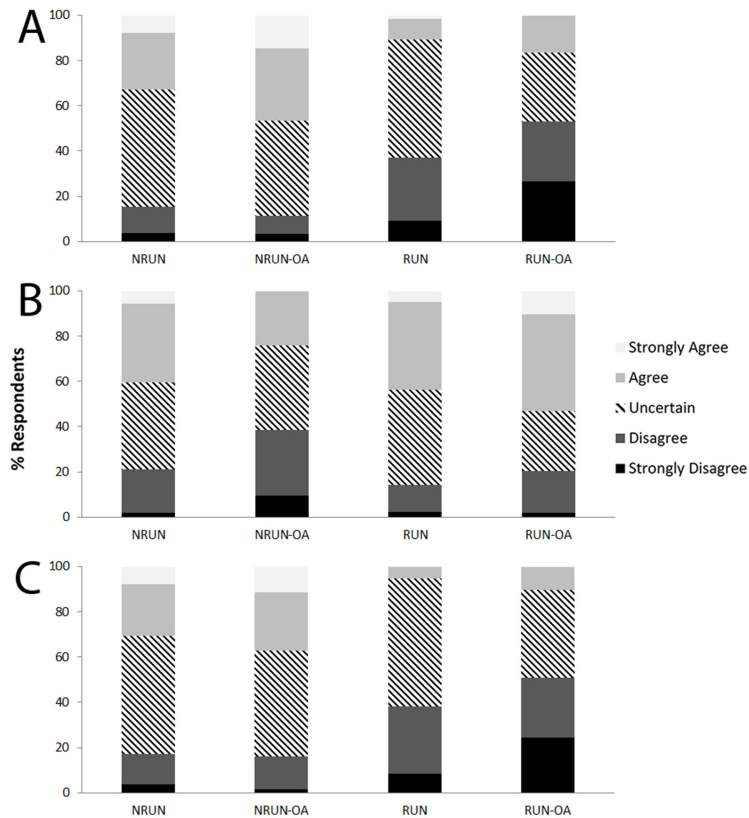 A
100
80
60
40
20
0
NRUN NRUN-OA RUN RUN-OA
B
100
80
60
40
20
0
NRUN NRUN-OA RUN RUN-OA
% Respondents
Strongly Agree
Agree
Uncertain
Disagree
Strongly Disagree
C
100
80
60
40
20
0
NRUN NRUN-OA RUN RUN-OA